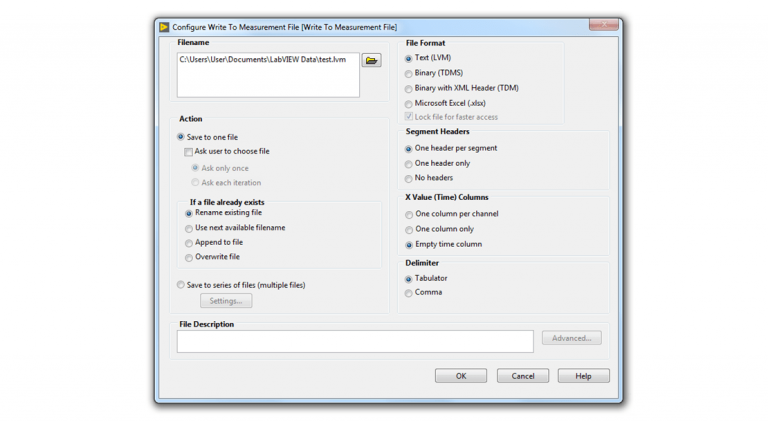 Configure Write To Measurement File [Write To Measurement File]
Filename
C:\Users\User\Documents\LabVIEW Data\test.lvm
Action
Save to one file
Ask user to choose file
Ask only once
Ask each iteration
If a file already exists
Rename existing file
Use next available filename
Append to file
Overwrite file
Save to series of files (multiple files)
Settings...
File Format
Text (LVM)
Binary (TDMS)
Binary with XML Header (TDM)
Microsoft Excel (.xlsx)
Lock file for faster access
Segment Headers
One header per segment
One header only
No headers
X Value (Time) Columns
One column per channel
One column only
Empty time column
Delimiter
Tabulator
Comma
File Description
Advanced...
OK
Cancel
Help